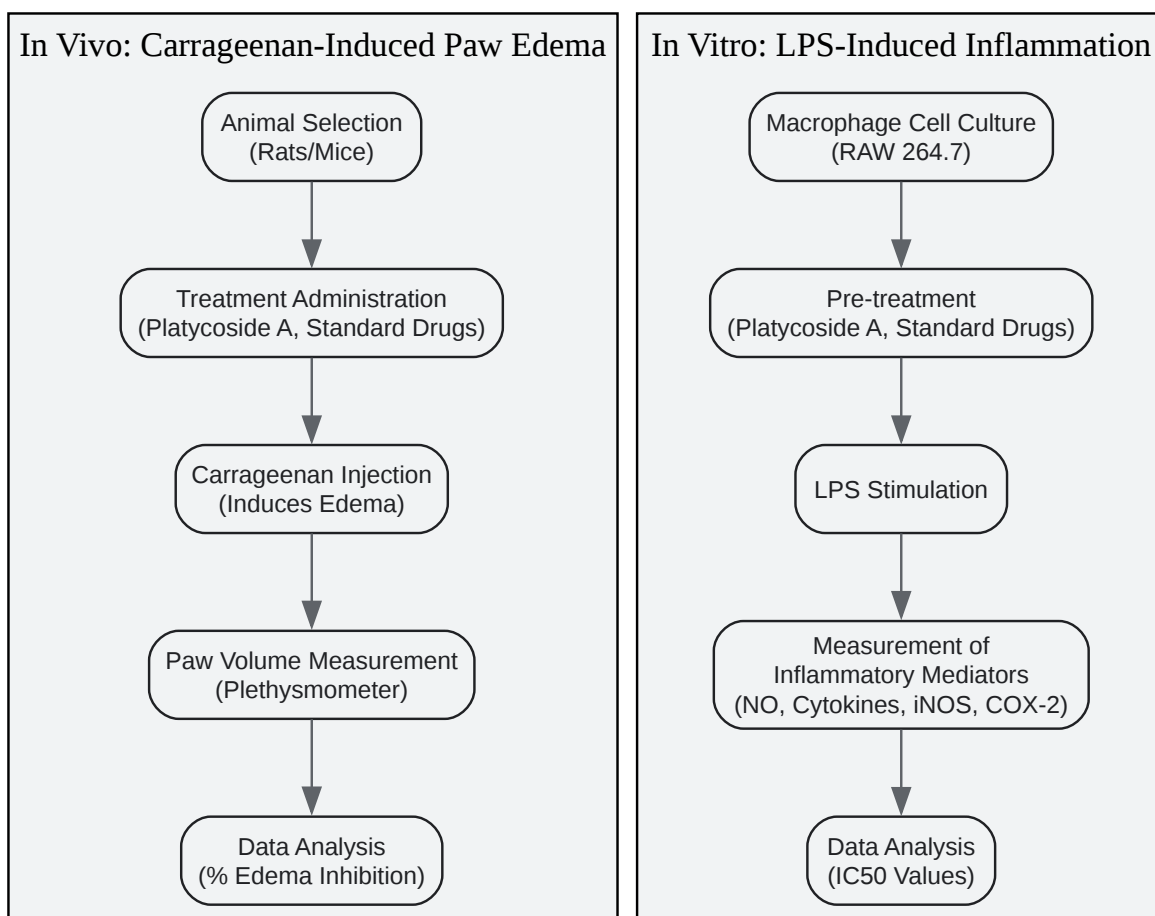 In Vivo: Carrageenan-Induced Paw Edema
Animal Selection
(Rats/Mice)
Treatment Administration
(Platycoside A, Standard Drugs)
Carrageenan Injection
(Induces Edema)
Paw Volume Measurement
(Plethysmometer)
Data Analysis
(% Edema Inhibition)
In Vitro: LPS-Induced Inflammation
Macrophage Cell Culture
(RAW 264.7)
Pre-treatment
(Platycoside A, Standard Drugs)
LPS Stimulation
Measurement of
Inflammatory Mediators
(NO, Cytokines, iNOS, COX-2)
Data Analysis
(IC50 Values)